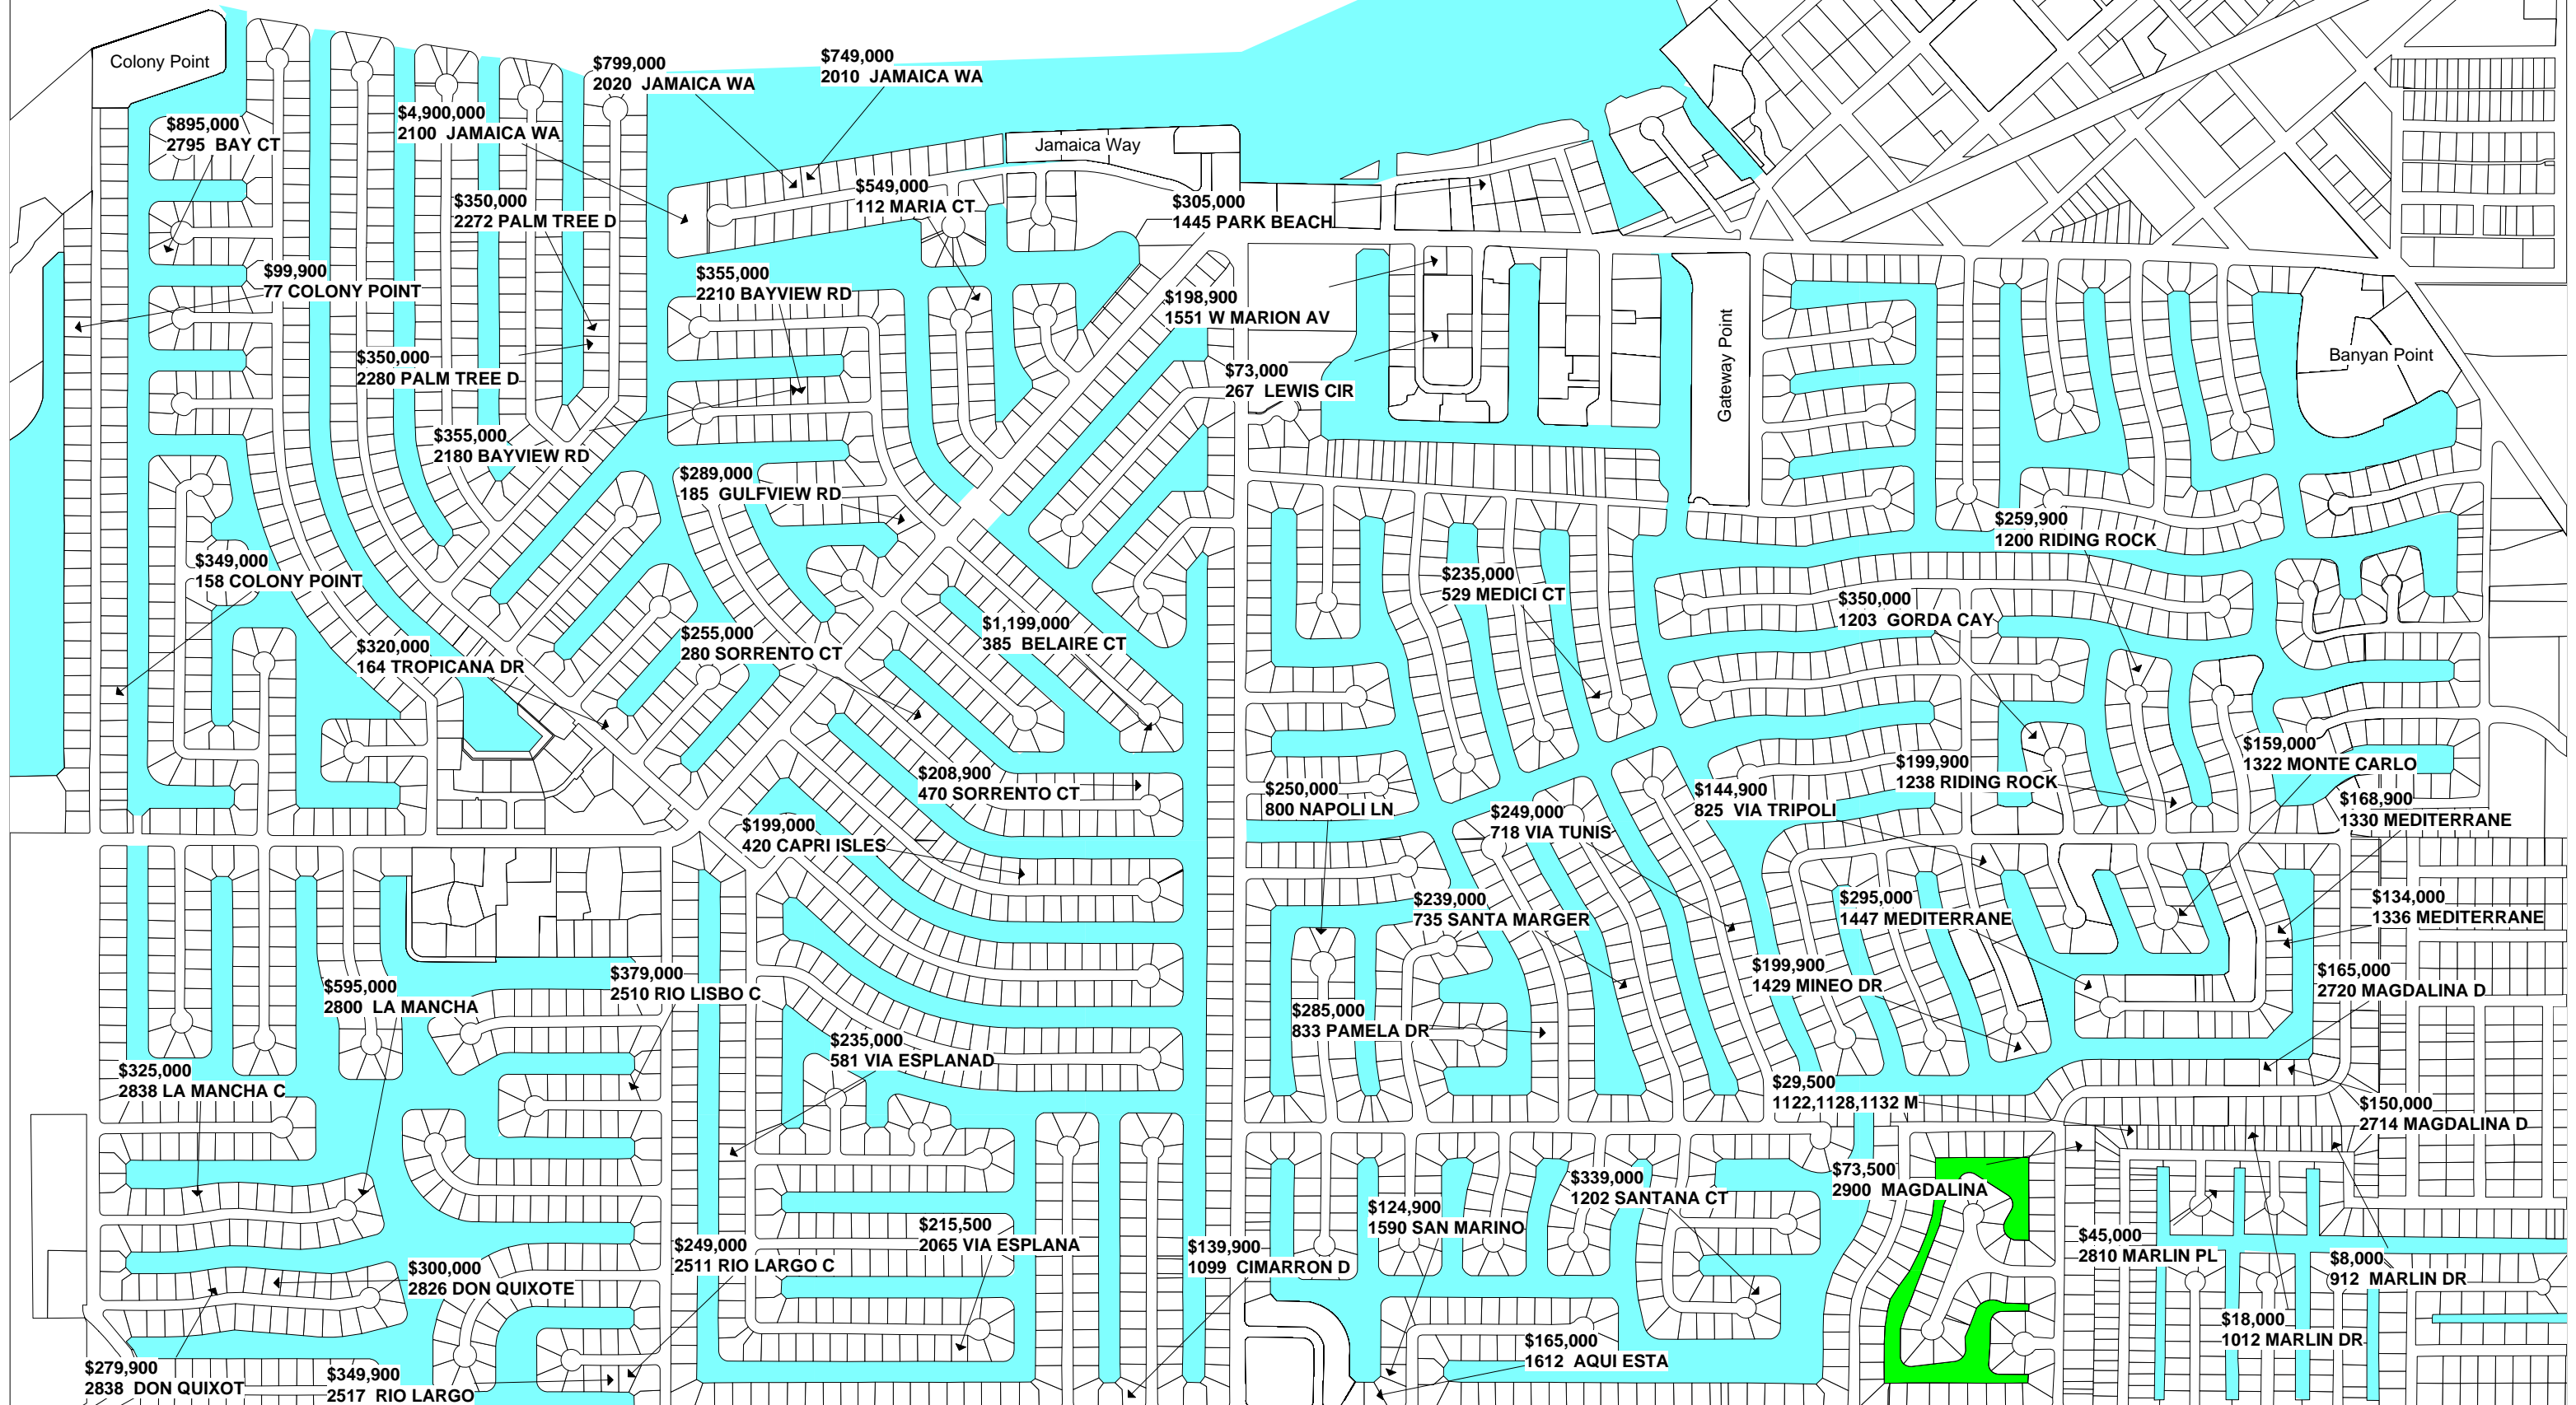 Colony Point
$895,000
2795 BAY CT
$4,900,000
2100 JAMAICA WA
$799,000
2020 JAMAICA WA
$749,000
2010 JAMAICA WA
Jamaica Way
$350,000
2272 PALM TREE D
$549,000
112 MARIA CT
$305,000
1445 PARK BEACH
$99,900
77 COLONY POINT
$355,000
2210 BAYVIEW RD
$198,900
1551 W MARION AV
Gateway Point
Banyan Point
$350,000
2280 PALM TREE D
$73,000
267 LEWIS CIR
$355,000
2180 BAYVIEW RD
$289,000
185 GULFVIEW RD
$259,900
1200 RIDING ROCK
$349,000
158 COLONY POINT
$235,000
529 MEDICI CT
$350,000
1203 GORDA CAY
$320,000
164 TROPICANA DR
$255,000
280 SORRENTO CT
$1,199,000
385 BELAIRE CT
$159,000
1322 MONTE CARLO
$208,900
470 SORRENTO CT
$250,000
800 NAPOLI LN
$199,900
1238 RIDING ROCK
$144,900
825 VIA TRIPOLI
$168,900
1330 MEDITERRANE
$199,000
420 CAPRI ISLES
$249,000
718 VIA TUNIS
$239,000
735 SANTA MARGER
$295,000
1447 MEDITERRANE
$134,000
1336 MEDITERRANE
$595,000
2800 LA MANCHA
$379,000
2510 RIO LISBO C
$199,900
1429 MINEO DR
$165,000
2720 MAGDALINA D
$285,000
833 PAMELA DR
$235,000
581 VIA ESPLANAD
$325,000
2838 LA MANCHA C
$29,500
1122,1128,1132 M
$150,000
2714 MAGDALINA D
$73,500
2900 MAGDALINA
$339,000
1202 SANTANA CT
$124,900
1590 SAN MARINO
$215,500
2065 VIA ESPLANA
$249,000
2511 RIO LARGO C
$139,900
1099 CIMARRON D
$45,000
2810 MARLIN PL
$8,000
912 MARLIN DR
$300,000
2826 DON QUIXOTE
$18,000
1012 MARLIN DR
$165,000
1612 AQUI ESTA
$279,900
2838 DON QUIXOT
$349,900
2517 RIO LARGO